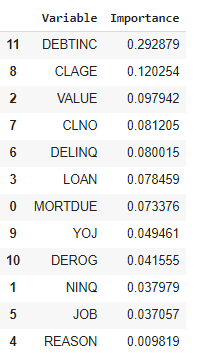 Variable Importance
11 DEBTINC 0.292879
8 CLAGE 0.120254
2 VALUE 0.097942
7 CLNO 0.081205
6 DELINQ 0.080015
3 LOAN 0.078459
0 MORTDUE 0.073376
9 YOJ 0.049461
10 DEROG 0.041555
1 NINQ 0.037979
5 JOB 0.037057
4 REASON 0.009819